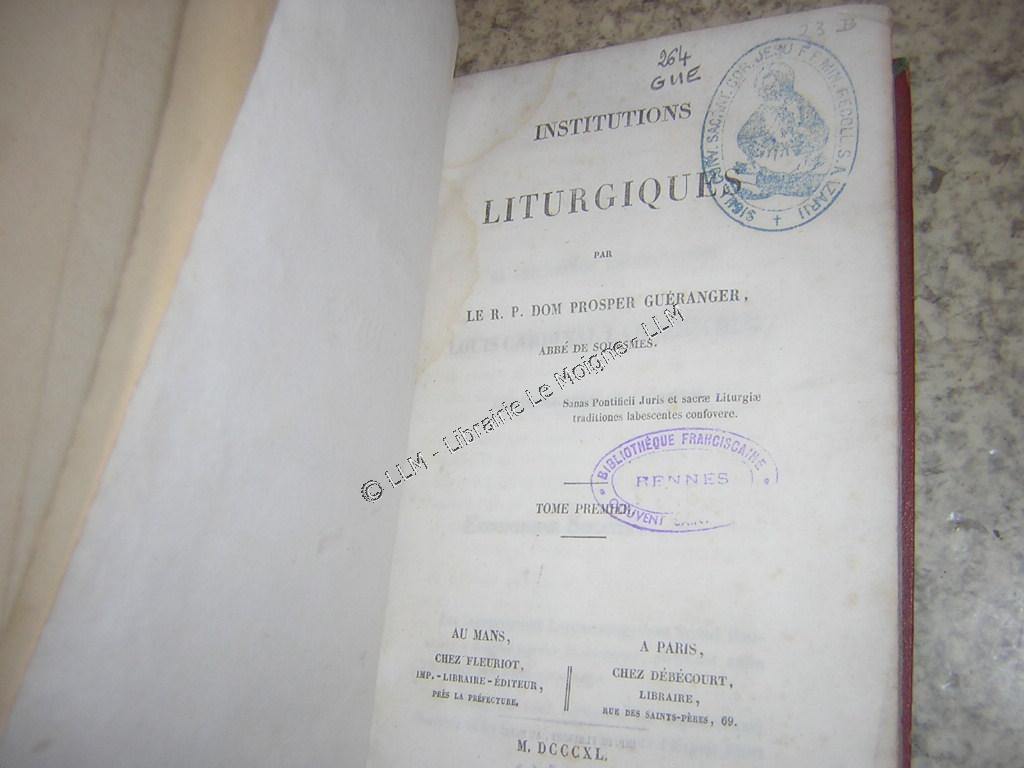 23 B
264
GUE
INSTITUTIONS
LITURGIQUES
PAR
LE R. P. DOM PROSPER GUÉRANGER,
ABBÉ DE SOLESMES.
Sanas Pontificii Juris et sacræ Liturgiæ
traditiones labescentes confovere.
BIBLIOTHÈQUE FRANCISCAINE
RENNES
COUVENT
TOME PREMIER.
AU MANS,
CHEZ FLEURIOT,
IMP.-LIBRAIRE-ÉDITEUR,
PRÈS LA PRÉFECTURE.
A PARIS,
CHEZ DÉBÉCOURT,
LIBRAIRE,
RUE DES SAINTS-PÈRES, 69.
M. DCCCXL.
© LLM - Librairie Le Moigne - LLM